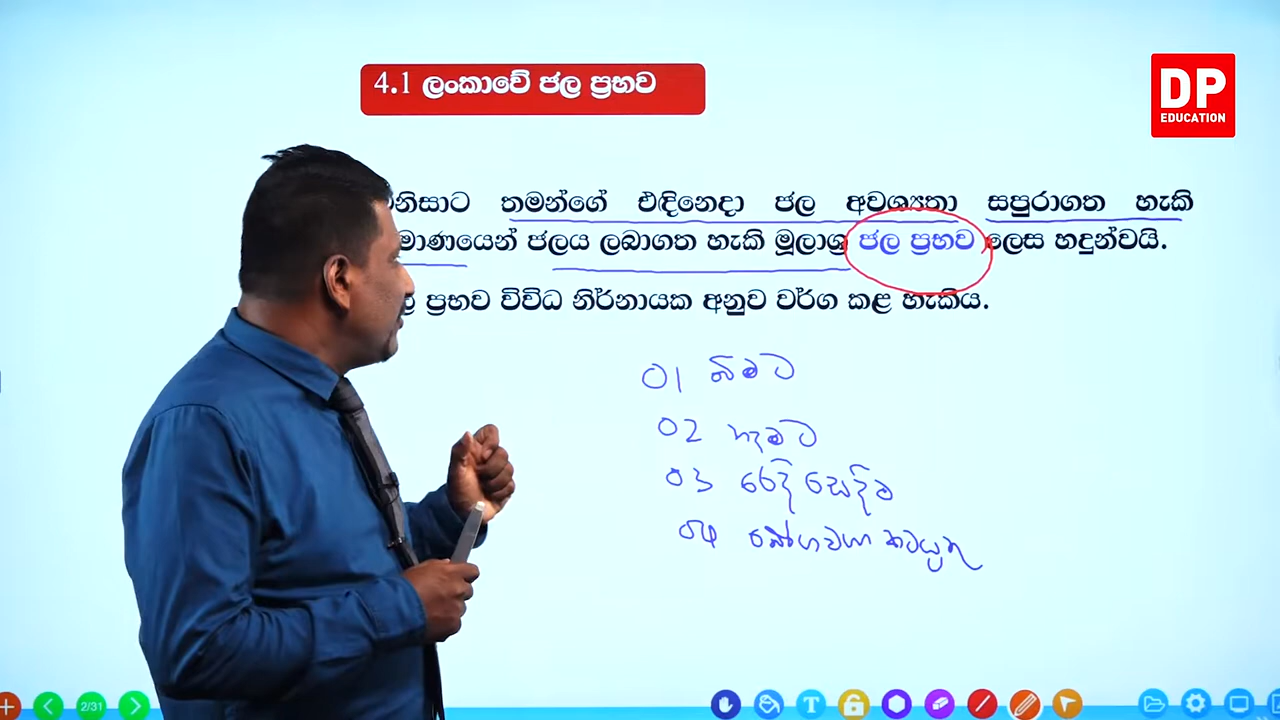 4.1 ලංකාවේ ජල ප්‍රභව
DP
EDUCATION
තමන්ගේ එදිනෙදා ජල අවශ්‍යතා සපුරාගත හැකි
ජලය ලබාගත හැකි මූලාශ්‍ර ජල ප්‍රභව ලෙස හඳුන්වයි.
ප්‍රභව විවිධ නිර්නායක අනුව වර්ග කළ හැකිය.
01 බීමට
02 නෑමට
03 රෙදි සේදීම
04 බෝගවගා කටයුතු
2/31